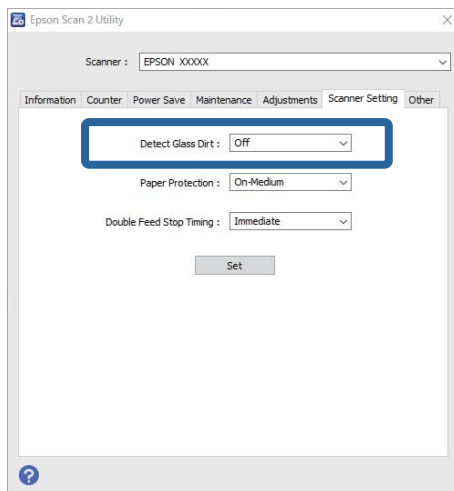 Epson Scan 2 Utility
Scanner : EPSON XXXXX
Information Counter Power Save Maintenance Adjustments Scanner Setting Other
Detect Glass Dirt : Off
Paper Protection : On-Medium
Double Feed Stop Timing : Immediate
Set
?